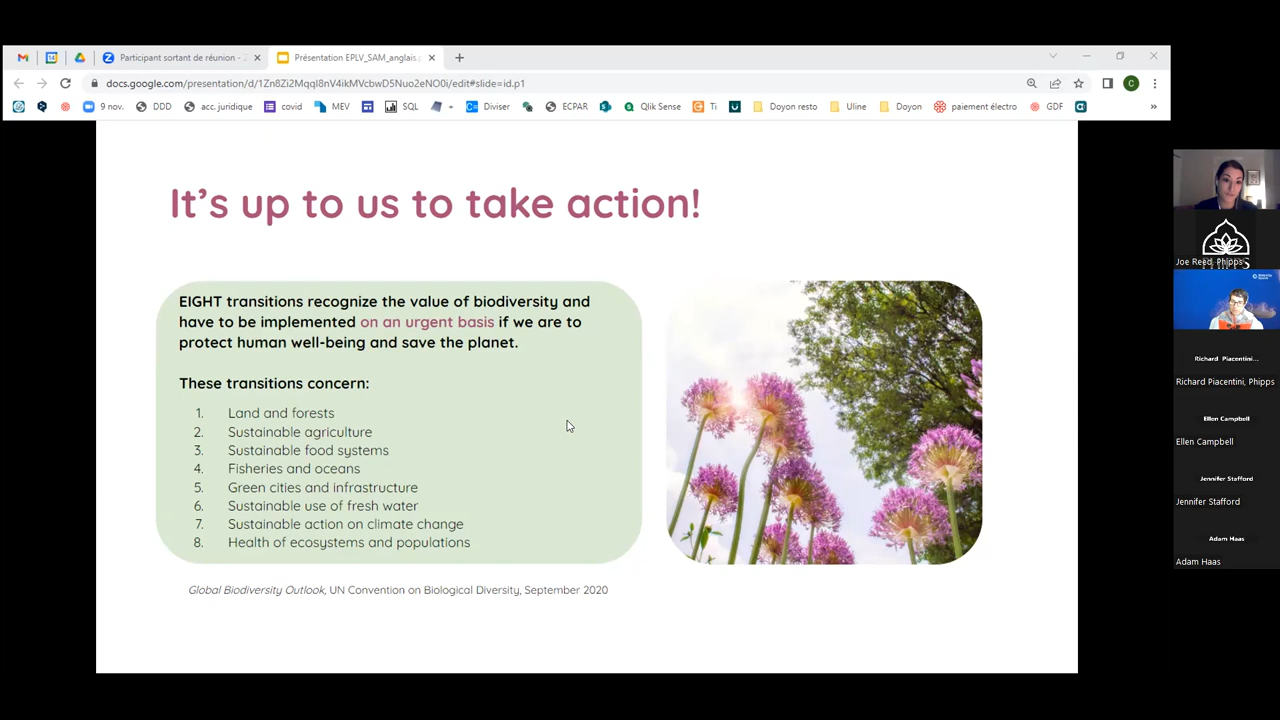 Participant sortant de réunion - Z
Présentation EPLV_SAM_anglais.p
docs.google.com/presentation/d/1Zn8Zi2MqqI8nV4ikMVcbwD5Nuo2eNO0i/edit#slide=id.p1
9 nov.
DDD
acc. juridique
covid
MEV
SQL
Diviser
ECPAR
Qlik Sense
Ti
Doyon resto
Uline
Doyon
paiement électro
GDF
It's up to us to take action!
EIGHT transitions recognize the value of biodiversity and
have to be implemented on an urgent basis if we are to
protect human well-being and save the planet.
These transitions concern:
1. Land and forests
2. Sustainable agriculture
3. Sustainable food systems
4. Fisheries and oceans
5. Green cities and infrastructure
6. Sustainable use of fresh water
7. Sustainable action on climate change
8. Health of ecosystems and populations
Global Biodiversity Outlook, UN Convention on Biological Diversity, September 2020
Joe Reed, Phipps
Richard Piacentini...
Richard Piacentini, Phipps
Ellen Campbell
Ellen Campbell
Jennifer Stafford
Jennifer Stafford
Adam Haas
Adam Haas